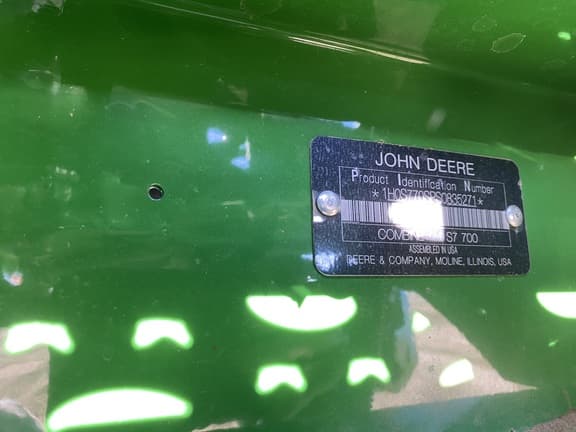 JOHN DEERE
Product Identification Number
COMBINE S7 700
ASSEMBLED IN USA
DEERE & COMPANY, MOLINE, ILLINOIS, USA